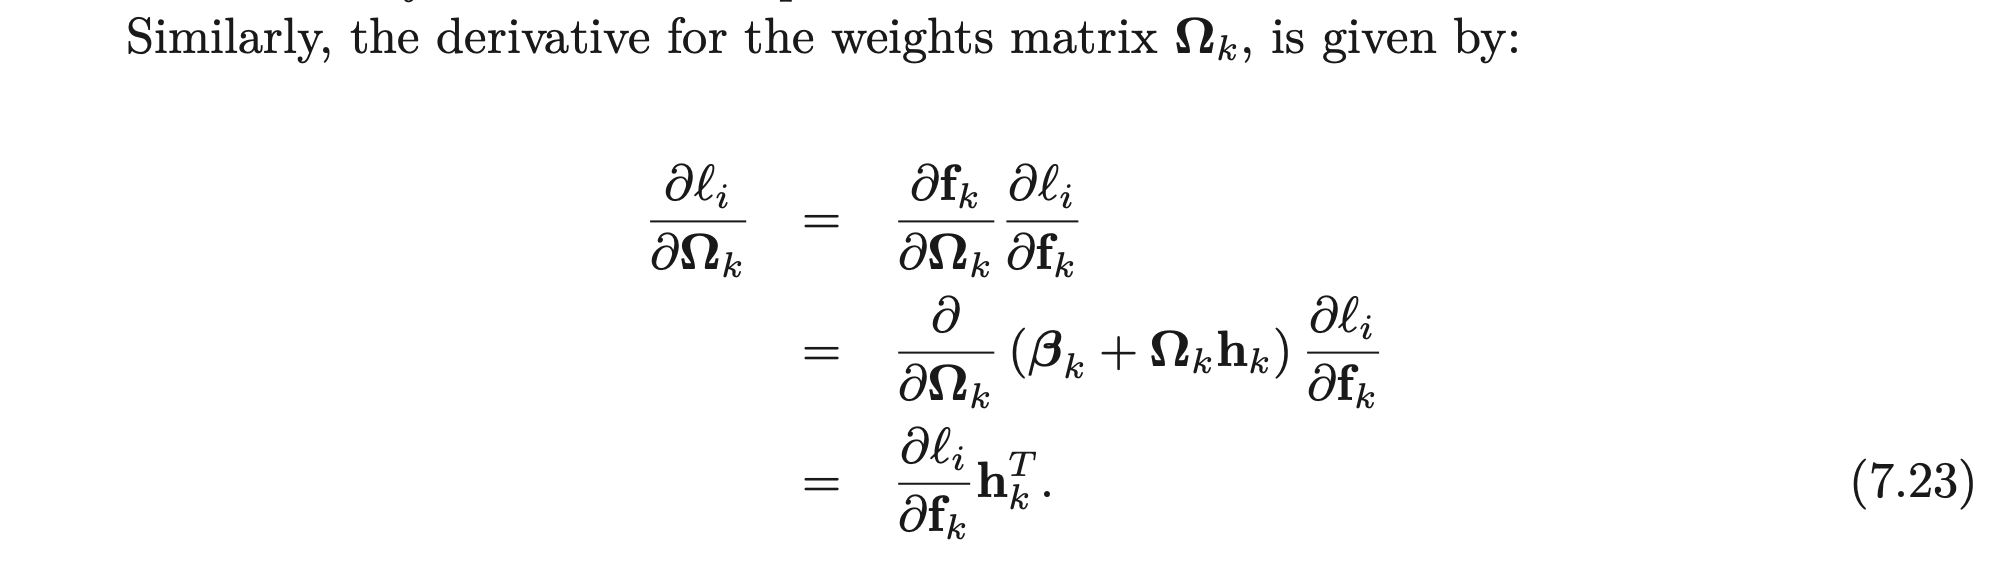 Similarly, the derivative for the weights matrix Ωₖ, is given by:
∂ℓᵢ/∂Ωₖ = ∂fₖ/∂Ωₖ ∂ℓᵢ/∂fₖ
= ∂/∂Ωₖ (βₖ + Ωₖhₖ) ∂ℓᵢ/∂fₖ
= ∂ℓᵢ/∂fₖ hₖᵀ. (7.23)